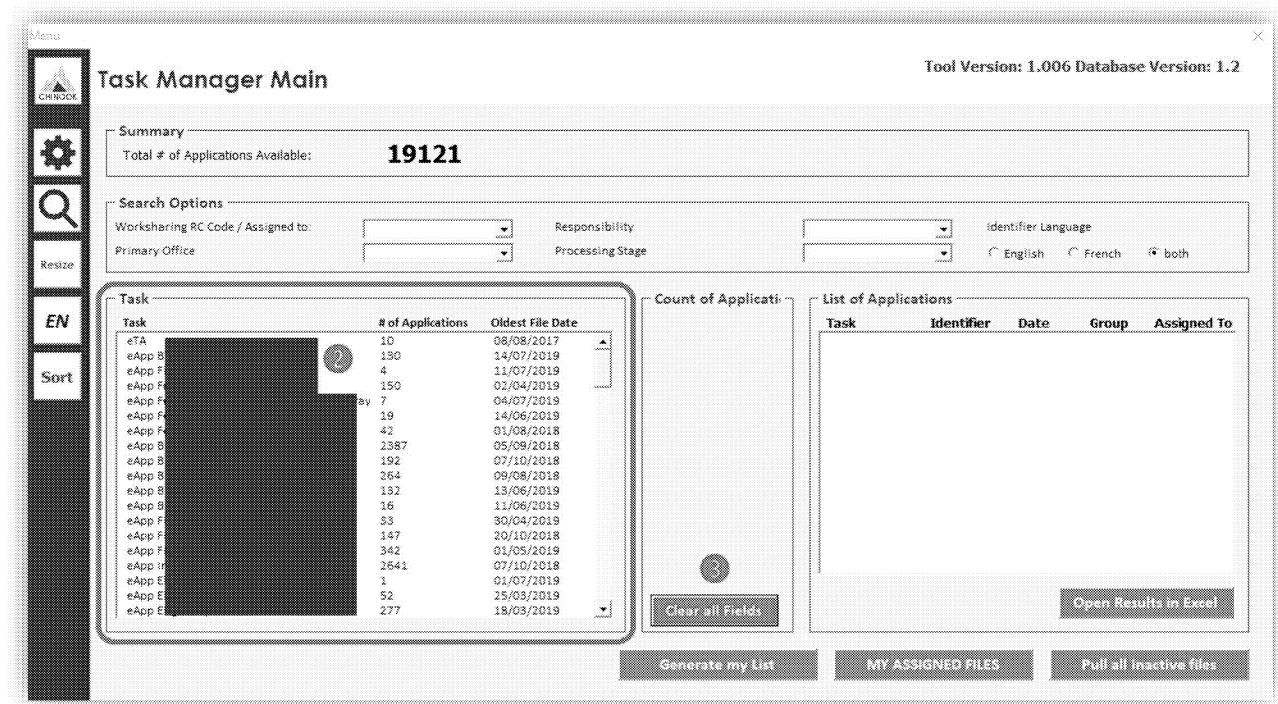 Menu
CHINOOK
Task Manager Main
Tool Version: 1.006 Database Version: 1.2
Summary
Total # of Applications Available: 19121
Search Options
Worksharing RC Code / Assigned to: Responsibility Identifier Language
Primary Office Processing Stage English French both
Resize
EN
Sort
Task
Task # of Applications Oldest File Date
eTA 10 08/08/2017
eApp B 130 14/07/2019
eApp F 4 11/07/2019
eApp F 150 02/04/2019
eApp F ay 7 04/07/2019
eApp F 19 14/06/2019
eApp F 42 01/08/2018
eApp B 2387 05/09/2018
eApp B 192 07/10/2018
eApp B 264 09/08/2018
eApp B 132 13/06/2019
eApp B 16 11/06/2019
eApp F 33 30/04/2019
eApp F 147 20/10/2018
eApp F 342 01/05/2019
eApp I 2641 07/10/2018
eApp E 1 01/07/2019
eApp E 52 25/03/2019
eApp E 277 18/03/2019
2
Count of Applicati
3
Clear all Fields
List of Applications
Task Identifier Date Group Assigned To
Open Results in Excel
Generate my List MY ASSIGNED FILES Pull all Inactive files